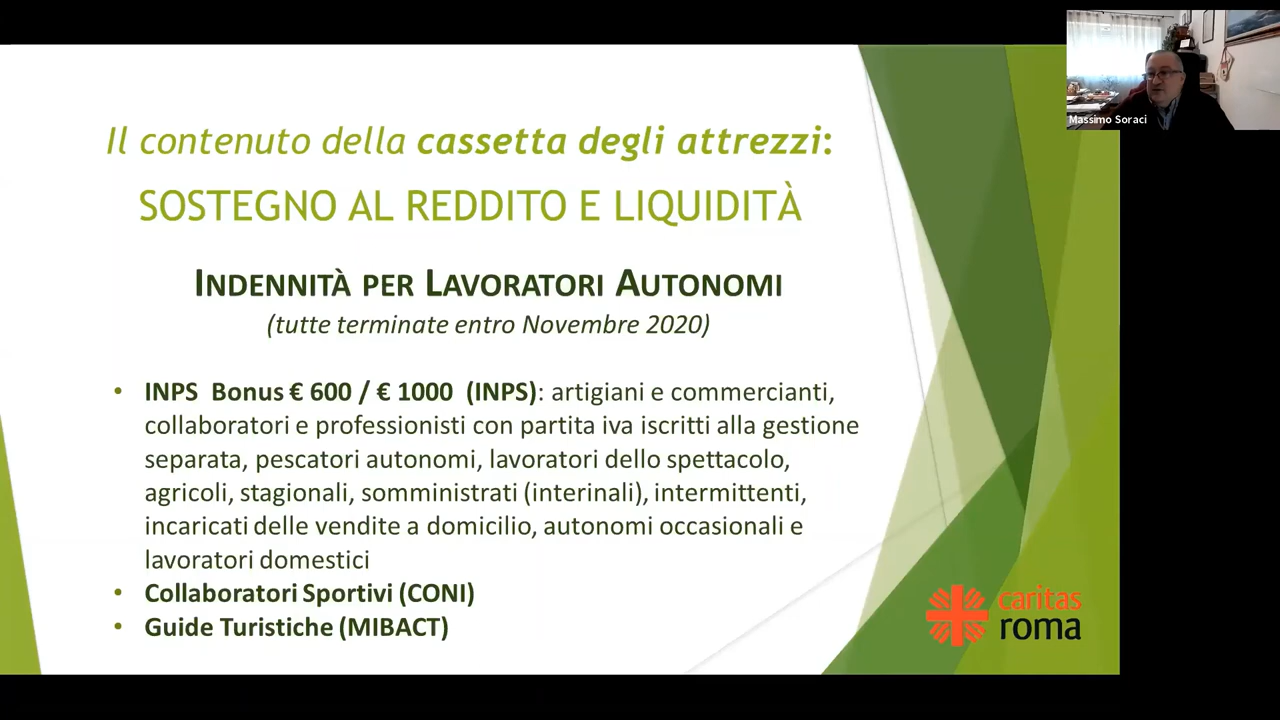 Massimo Soraci
Il contenuto della cassetta degli attrezzi:
SOSTEGNO AL REDDITO E LIQUIDITÀ
INDENNITÀ PER LAVORATORI AUTONOMI
(tutte terminate entro Novembre 2020)
• INPS Bonus € 600 / € 1000 (INPS): artigiani e commercianti,
collaboratori e professionisti con partita iva iscritti alla gestione
separata, pescatori autonomi, lavoratori dello spettacolo,
agricoli, stagionali, somministrati (interinali), intermittenti,
incaricati delle vendite a domicilio, autonomi occasionali e
lavoratori domestici
• Collaboratori Sportivi (CONI)
• Guide Turistiche (MIBACT)
caritas
roma